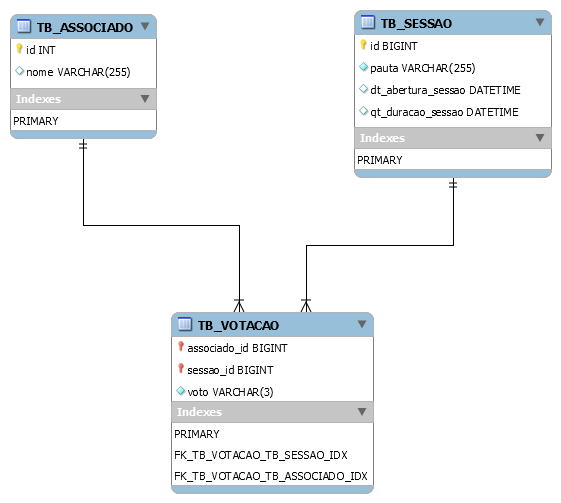 TB_ASSOCIADO
id INT
nome VARCHAR(255)
Indexes
PRIMARY
TB_SESSAO
id BIGINT
pauta VARCHAR(255)
dt_abertura_sessao DATETIME
qt_duracao_sessao DATETIME
Indexes
PRIMARY
TB_VOTACAO
associado_id BIGINT
sessao_id BIGINT
voto VARCHAR(3)
Indexes
PRIMARY
FK_TB_VOTACAO_TB_SESSAO_IDX
FK_TB_VOTACAO_TB_ASSOCIADO_IDX